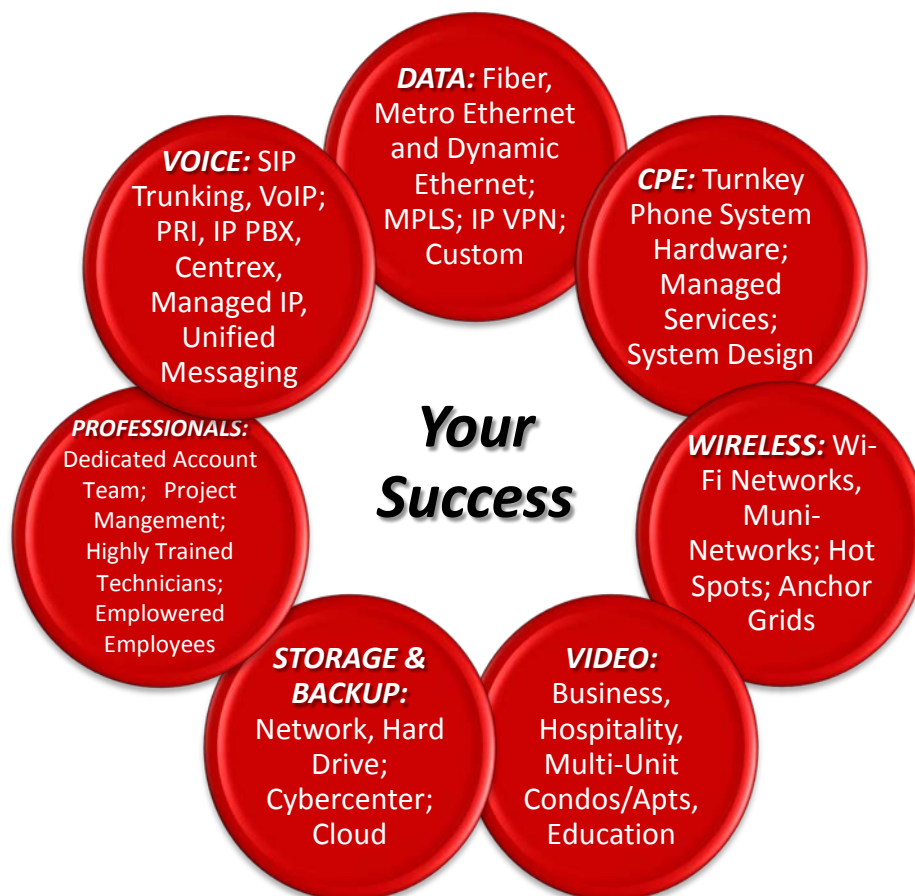 DATA: Fiber,
Metro Ethernet
and Dynamic
Ethernet;
MPLS; IP VPN;
Custom
CPE: Turnkey
Phone System
Hardware;
Managed
Services;
System Design
WIRELESS: Wi-
Fi Networks,
Muni-
Networks; Hot
Spots; Anchor
Grids
VIDEO:
Business,
Hospitality,
Multi-Unit
Condos/Apts,
Education
STORAGE &
BACKUP:
Network, Hard
Drive;
Cybercenter;
Cloud
PROFESSIONALS:
Dedicated Account
Team; Project
Mangement;
Highly Trained
Technicians;
Emplowered
Employees
VOICE: SIP
Trunking, VoIP;
PRI, IP PBX,
Centrex,
Managed IP,
Unified
Messaging
Your
Success